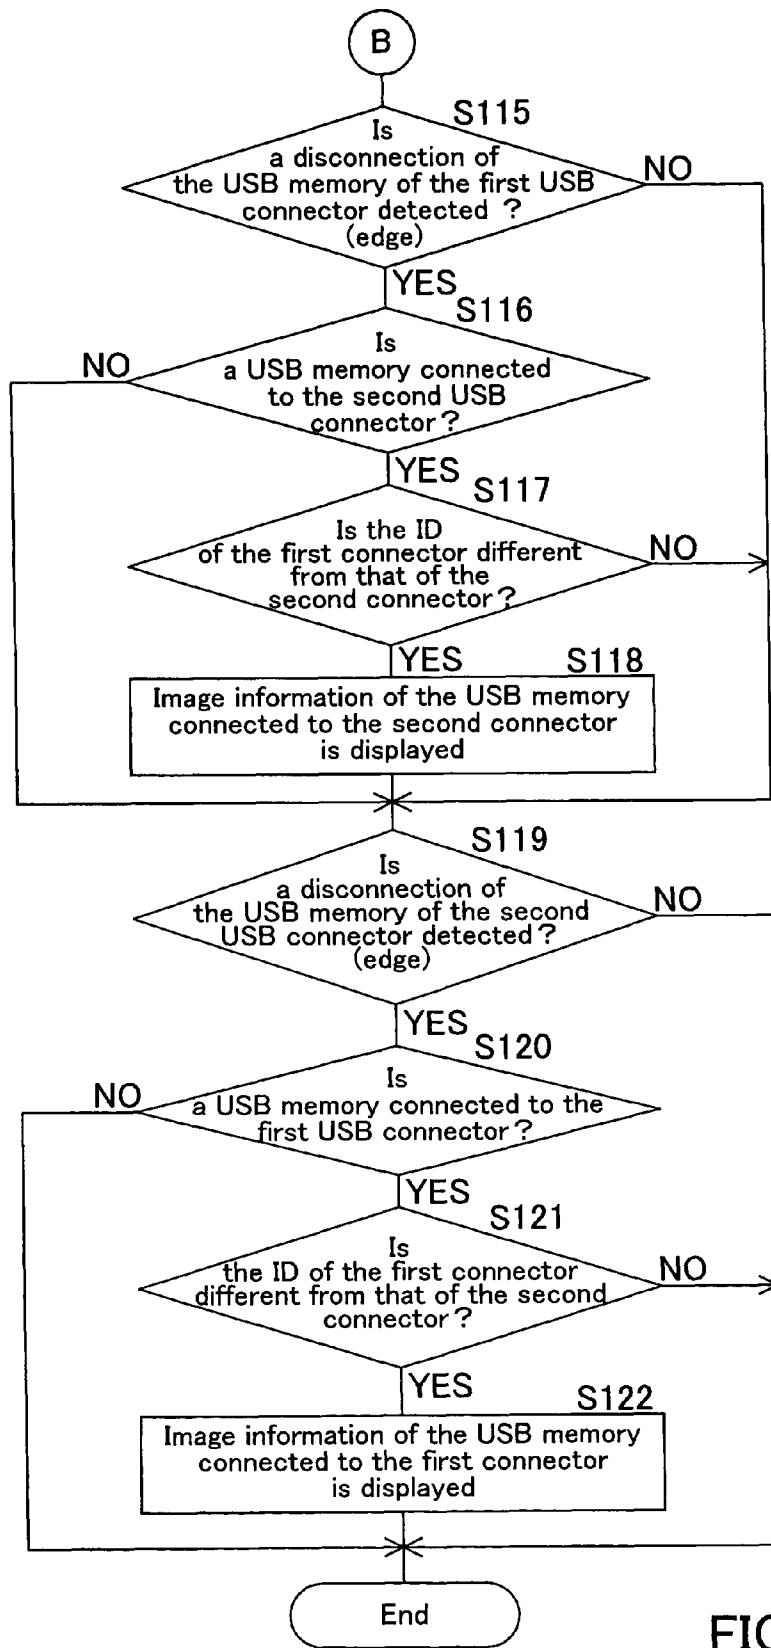 B
S115
Is
a disconnection of
the USB memory of the first USB
connector detected ?
(edge)
NO
YES
S116
Is
a USB memory connected
to the second USB
connector?
NO
YES
S117
Is the ID
of the first connector different
from that of the
second connector?
NO
YES
S118
Image information of the USB memory
connected to the second connector
is displayed
S119
Is
a disconnection of
the USB memory of the second
USB connector detected?
(edge)
NO
YES
S120
Is
a USB memory connected to the
first USB connector?
NO
YES
S121
Is
the ID of the first connector
different from that of the second
connector?
NO
YES
S122
Image information of the USB memory
connected to the first connector
is displayed
End
FIG